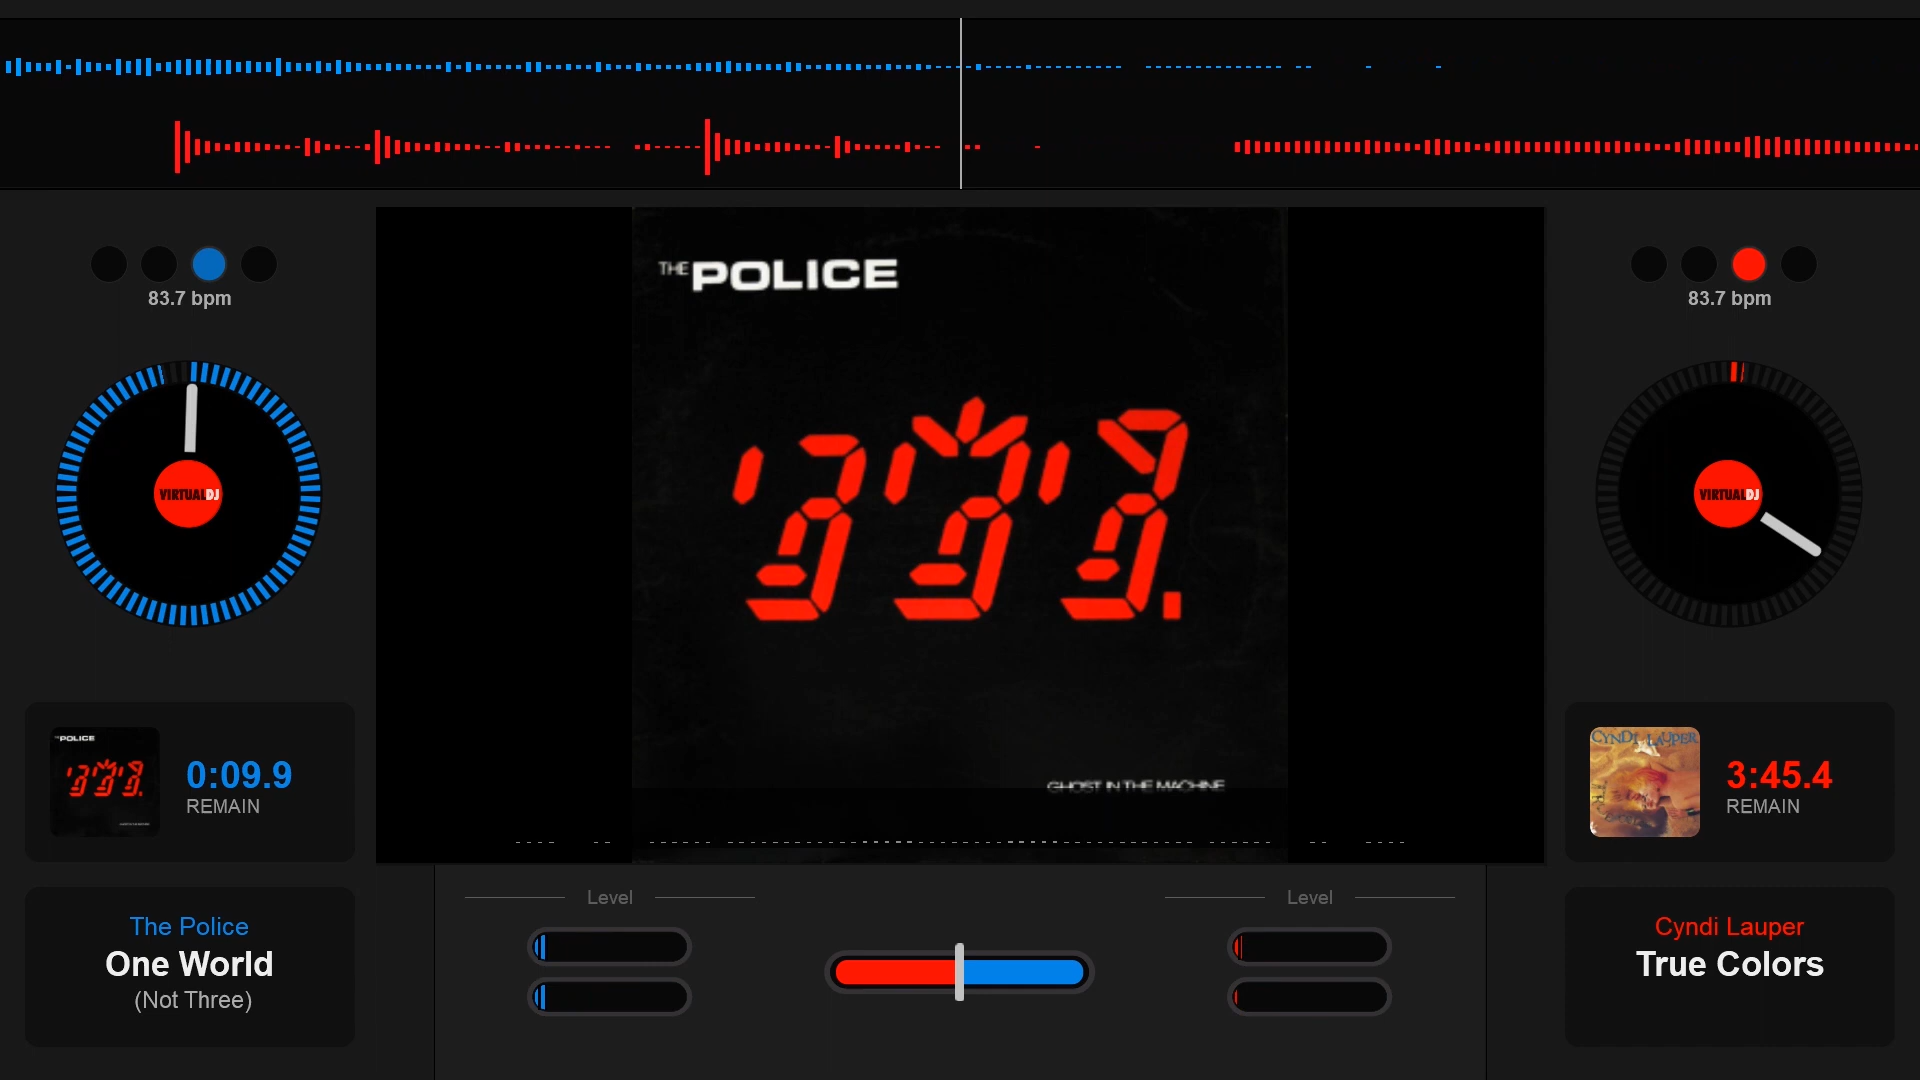 83.7 bpm
83.7 bpm
THE POLICE
GHOST IN THE MACHINE
VIRTUALDJ
VIRTUALDJ
THE POLICE
0:09.9
REMAIN
CYNDI LAUPER
3:45.4
REMAIN
The Police
One World
(Not Three)
Level
Level
Cyndi Lauper
True Colors